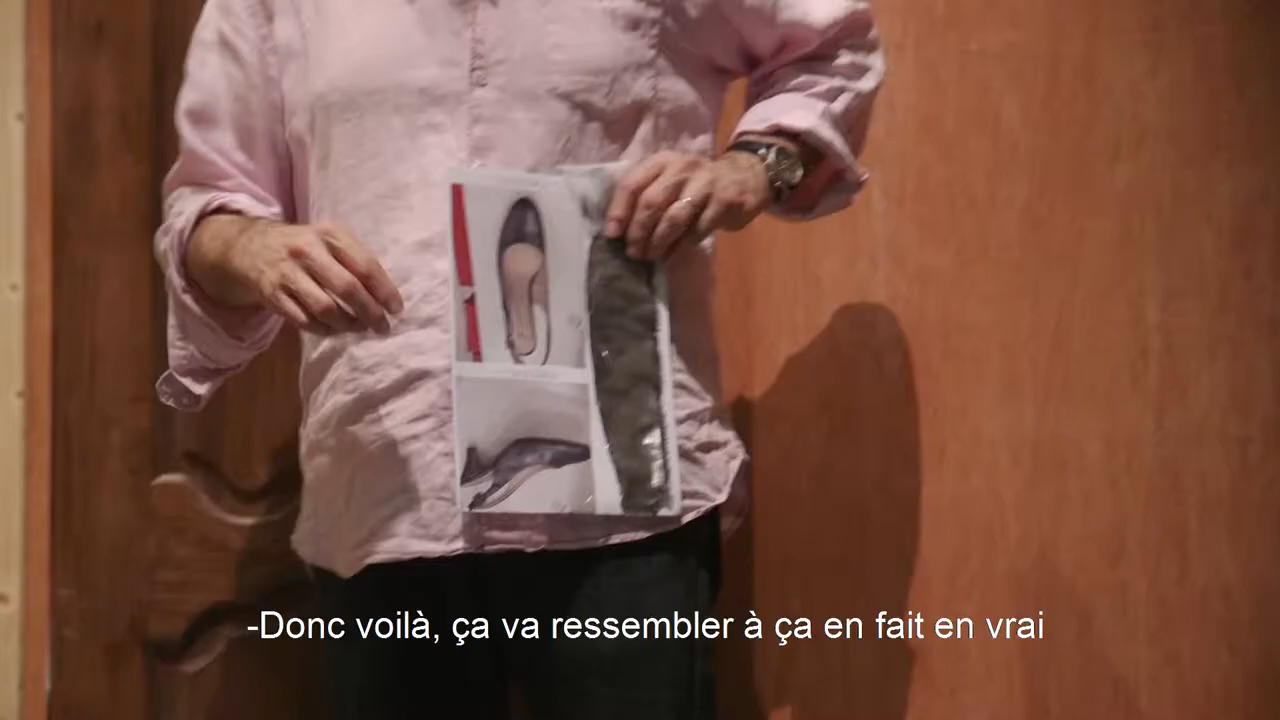 -Donc voilà, ça va ressembler à ça en fait en vrai